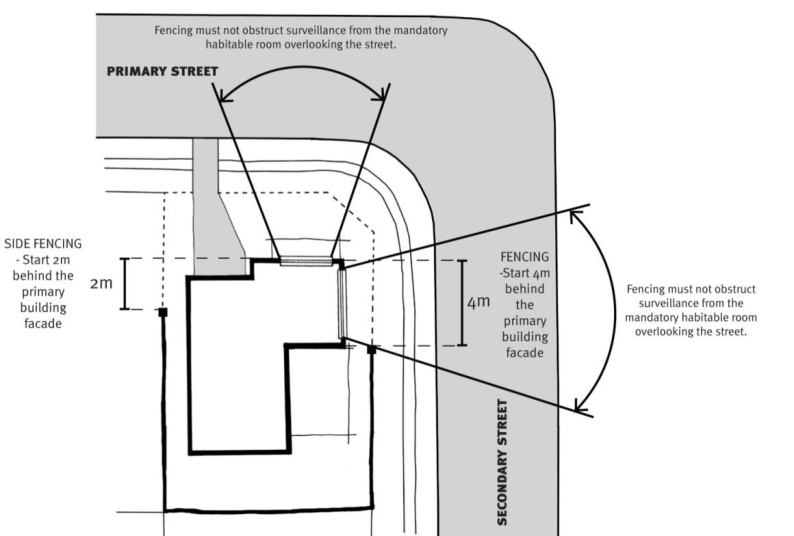 Fencing must not obstruct surveillance from the mandatory
habitable room overlooking the street.
PRIMARY STREET
SIDE FENCING
- Start 2m
behind the
primary
building
facade
2m
FENCING
-Start 4m
behind
the
primary
building
facade
4m
Fencing must not obstruct
surveillance from the
mandatory habitable room
overlooking the street.
SECONDARY STREET